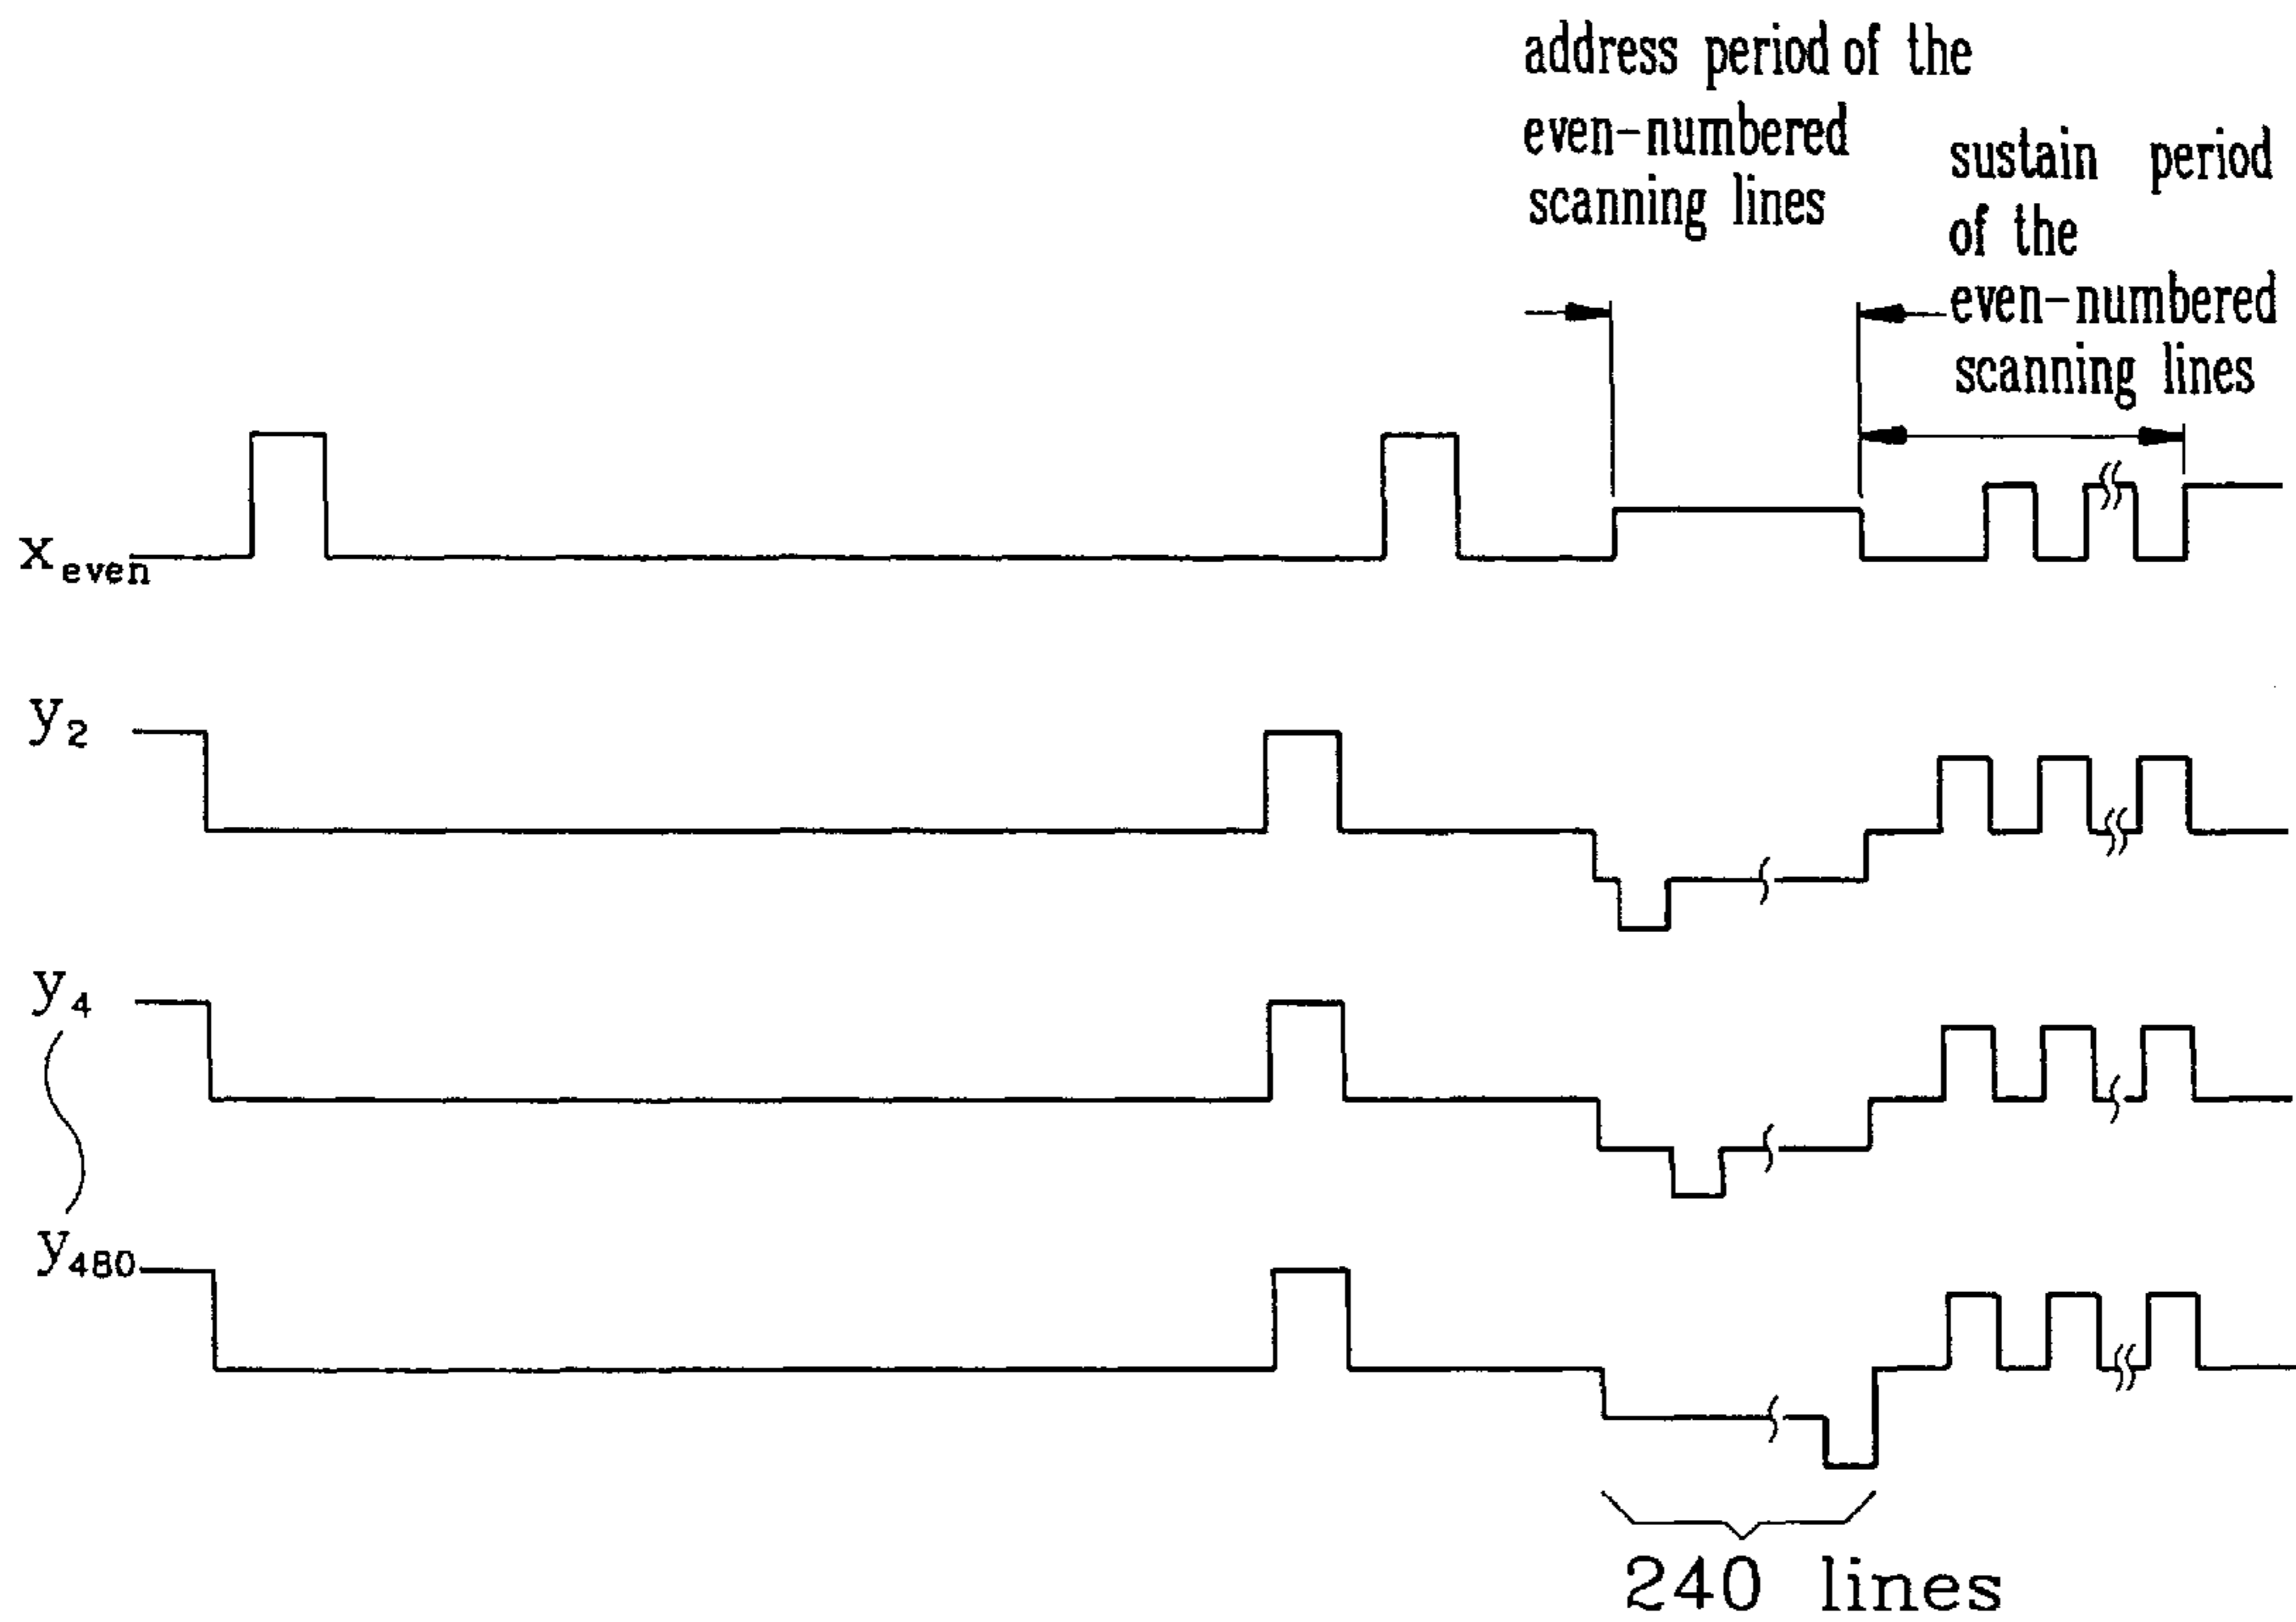 address period of the
even-numbered
scanning lines
sustain period
of the
even-numbered
scanning lines
x even
y2
y4
y480
240 lines